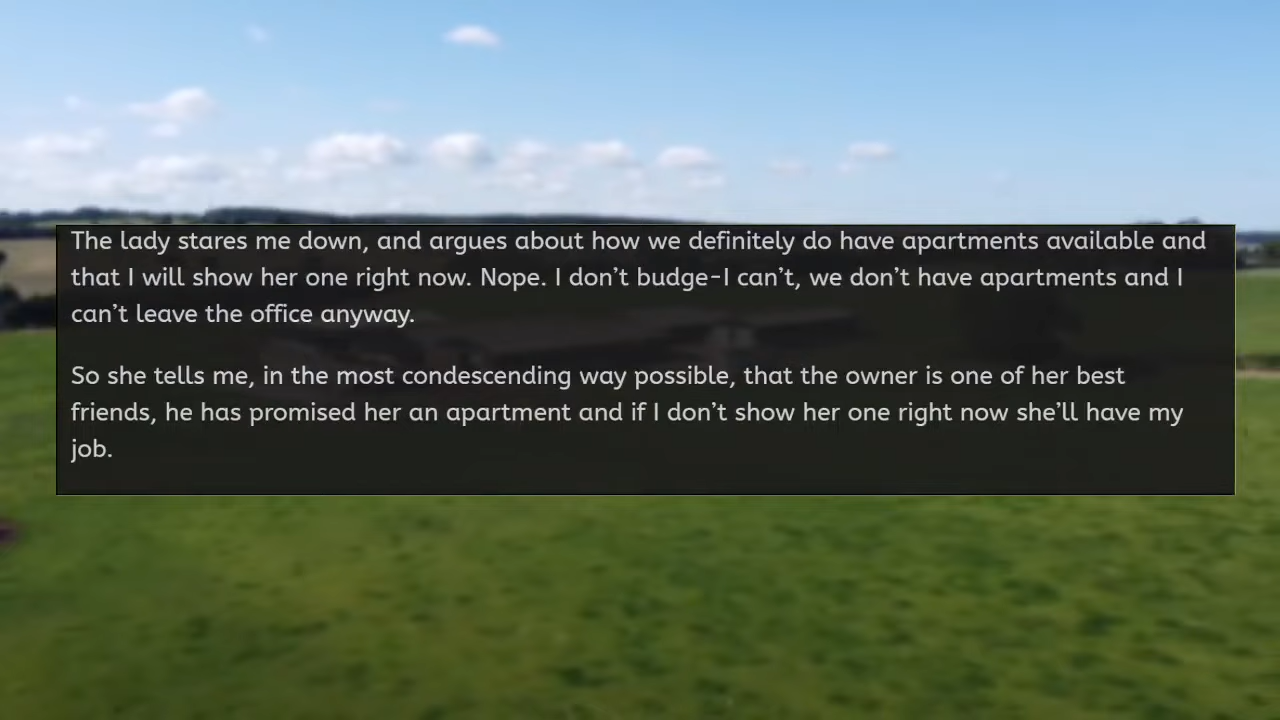 The lady stares me down, and argues about how we definitely do have apartments available and
that I will show her one right now. Nope. I don’t budge-I can’t, we don’t have apartments and I
can’t leave the office anyway.
So she tells me, in the most condescending way possible, that the owner is one of her best
friends, he has promised her an apartment and if I don’t show her one right now she’ll have my
job.